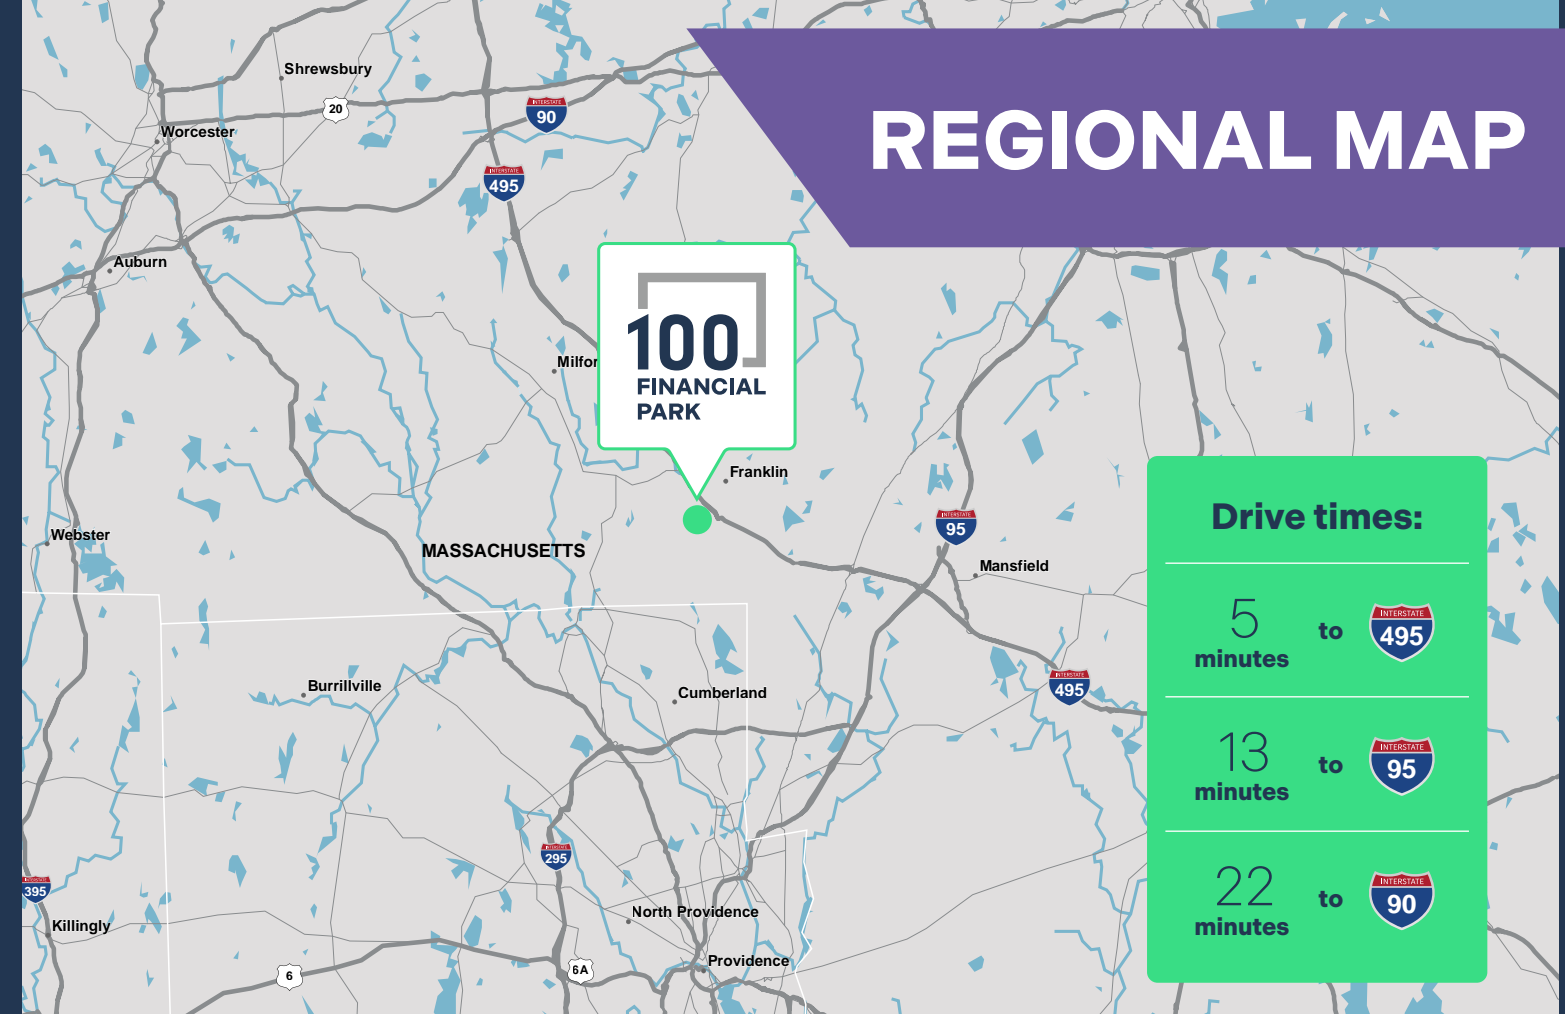 REGIONAL MAP
Shrewsbury
20
INTERSTATE
90
Worcester
INTERSTATE
495
Auburn
100
FINANCIAL
PARK
Milfor
Franklin
Webster
MASSACHUSETTS
INTERSTATE
95
Mansfield
Burrillville
Cumberland
INTERSTATE
495
INTERSTATE
295
INTERSTATE
395
Killingly
North Providence
Providence
6
6A
Drive times:
5
minutes
to
INTERSTATE
495
13
minutes
to
INTERSTATE
95
22
minutes
to
INTERSTATE
90